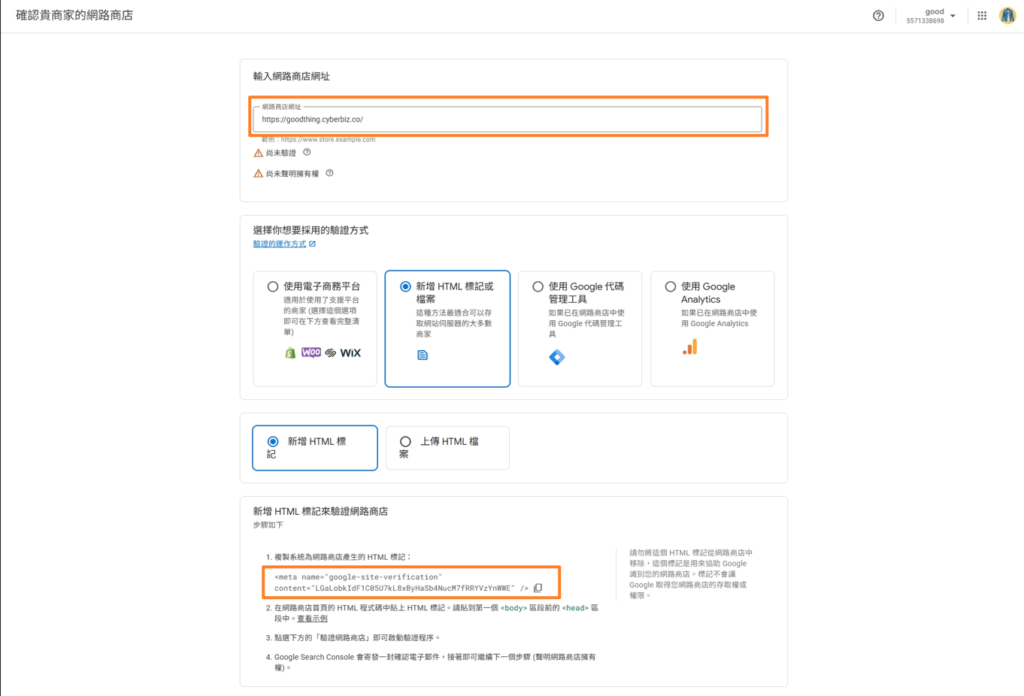 確認貴商家的網路商店
good
5571338698
輸入網路商店網址
網路商店網址
https://goodthing.cyberbiz.co/
範例：https://www.store.example.com
尚未驗證
尚未聲明擁有權
選擇你想要採用的驗證方式
驗證的運作方式
使用電子商務平台
適用於使用了支援平台
的商家 (選擇這個選項
即可在下方查看完整清
單)
WOO WiX
新增 HTML 標記或
檔案
這種方法最適合可以存
取網站伺服器的大多數
商家
使用 Google 代碼
管理工具
如果已在網路商店中使
用 Google 代碼管理工
具
使用 Google
Analytics
如果已在網路商店中使
用 Google Analytics
新增 HTML 標
記
上傳 HTML 檔
案
新增 HTML 標記來驗證網路商店
步驟如下
1. 複製系統為網路商店產生的 HTML 標記：
<meta name="google-site-verification"
content="LGaLobkIdF1C05U7kL8xByHaSb4NucM7fRRYVzYnWWE" />
2. 在網路商店首頁的 HTML 程式碼中貼上 HTML 標記。請貼到第一個 <body> 區段前的 <head> 區
段中。查看示例
3. 點選下方的「驗證網路商店」即可啟動驗證程序。
4. Google Search Console 會寄發一封確認電子郵件，接著即可繼續下一個步驟 (聲明網路商店擁有
權)。
請勿將這個 HTML 標記從網路商店中
移除，這個標記是用來協助 Google
識別您的網路商店。標記不會讓
Google 取得您網路商店的存取權或
權限。